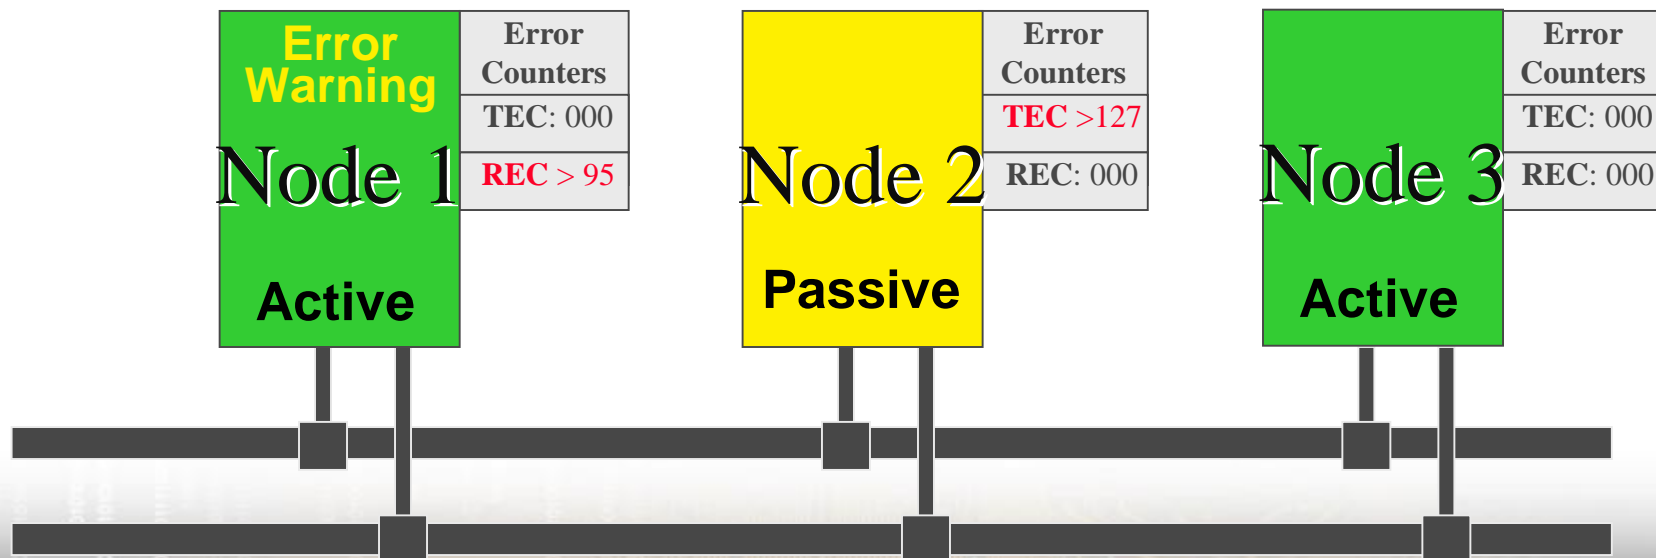 Error
Warning
Node 1
Active
Error
Counters
TEC: 000
REC > 95
Node 2
Passive
Error
Counters
TEC >127
REC: 000
Node 3
Active
Error
Counters
TEC: 000
REC: 000